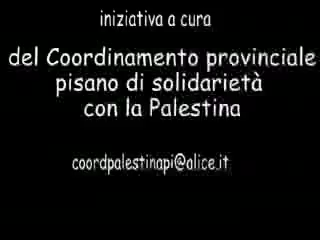 iniziativa a cura
del Coordinamento provinciale
pisano di solidarietà
con la Palestina
coordpalestinapi@alice.it